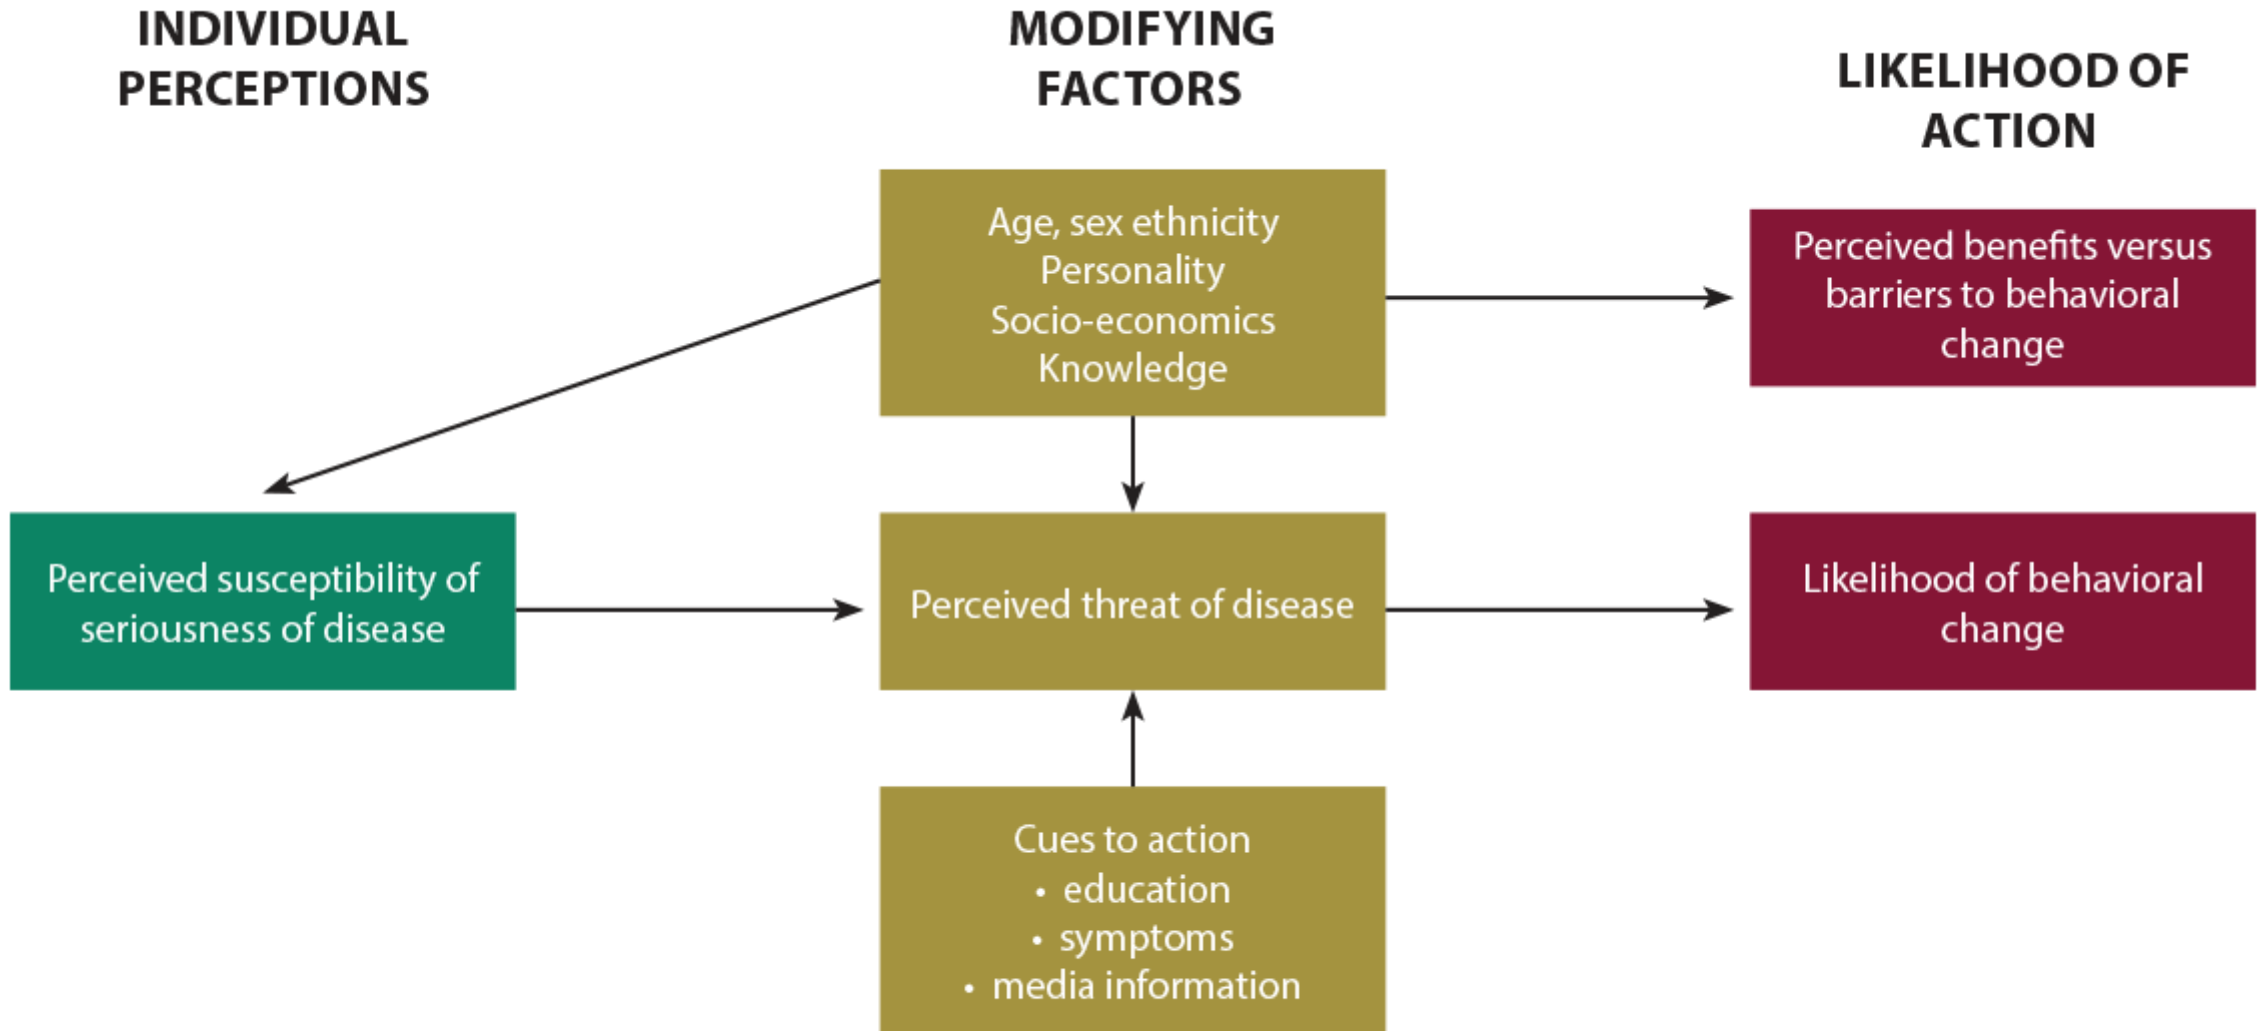 INDIVIDUAL
PERCEPTIONS
MODIFYING
FACTORS
LIKELIHOOD OF
ACTION
Age, sex ethnicity
Personality
Socio-economics
Knowledge
Perceived benefits versus
barriers to behavioral
change
Perceived susceptibility of
seriousness of disease
Perceived threat of disease
Likelihood of behavioral
change
Cues to action
• education
• symptoms
• media information